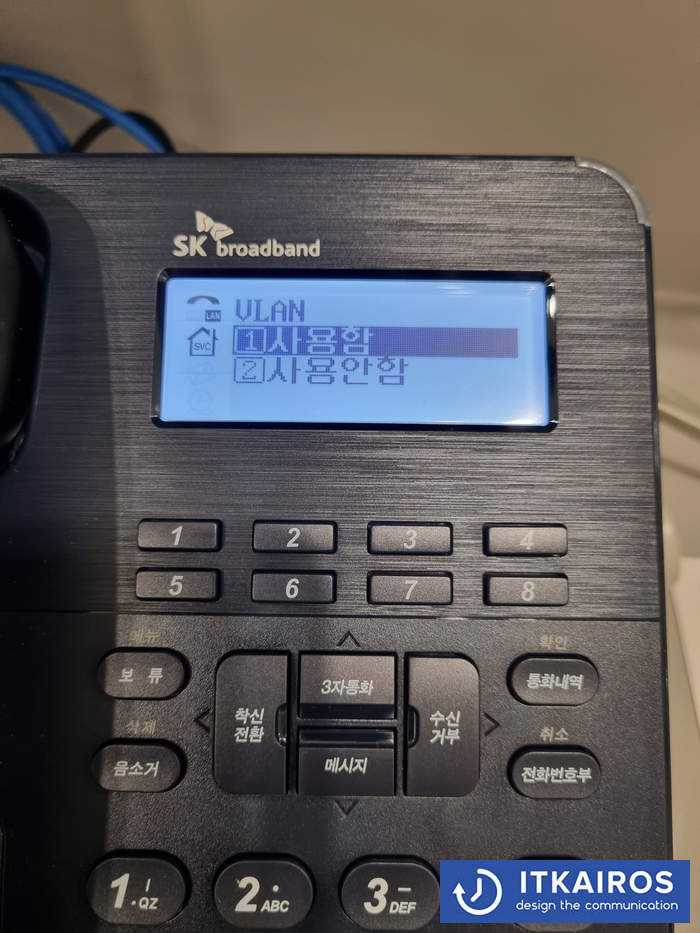 SK broadband
LAN
VLAN
SVC
1 사용함
2 사용안함
1 2 3 4
5 6 7 8
메뉴
보 류
삭제
음소거
착신
전환
3자통화
메시지
수신
거부
확인
통화내역
취소
전화번호부
1 . QZ
2 ABC
3 DEF
ITKAIROS
design the communication